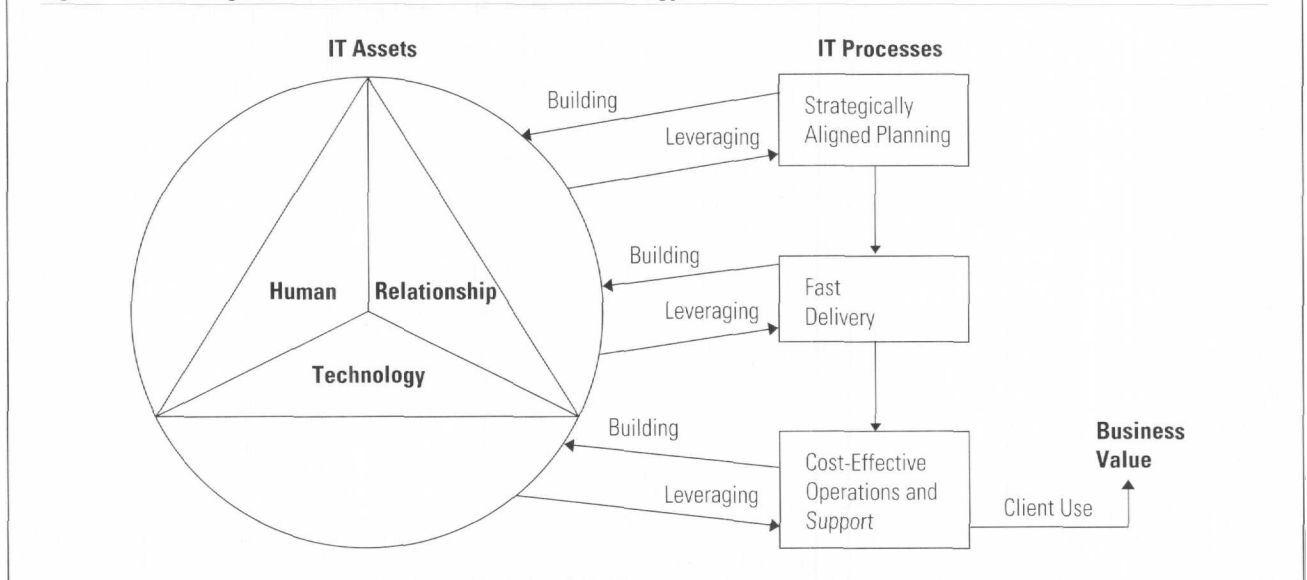 IT Assets
IT Processes
Building
Leveraging
Strategically
Aligned Planning
Human
Relationship
Technology
Building
Leveraging
Fast
Delivery
Building
Leveraging
Cost-Effective
Operations and
Support
Client Use
Business
Value